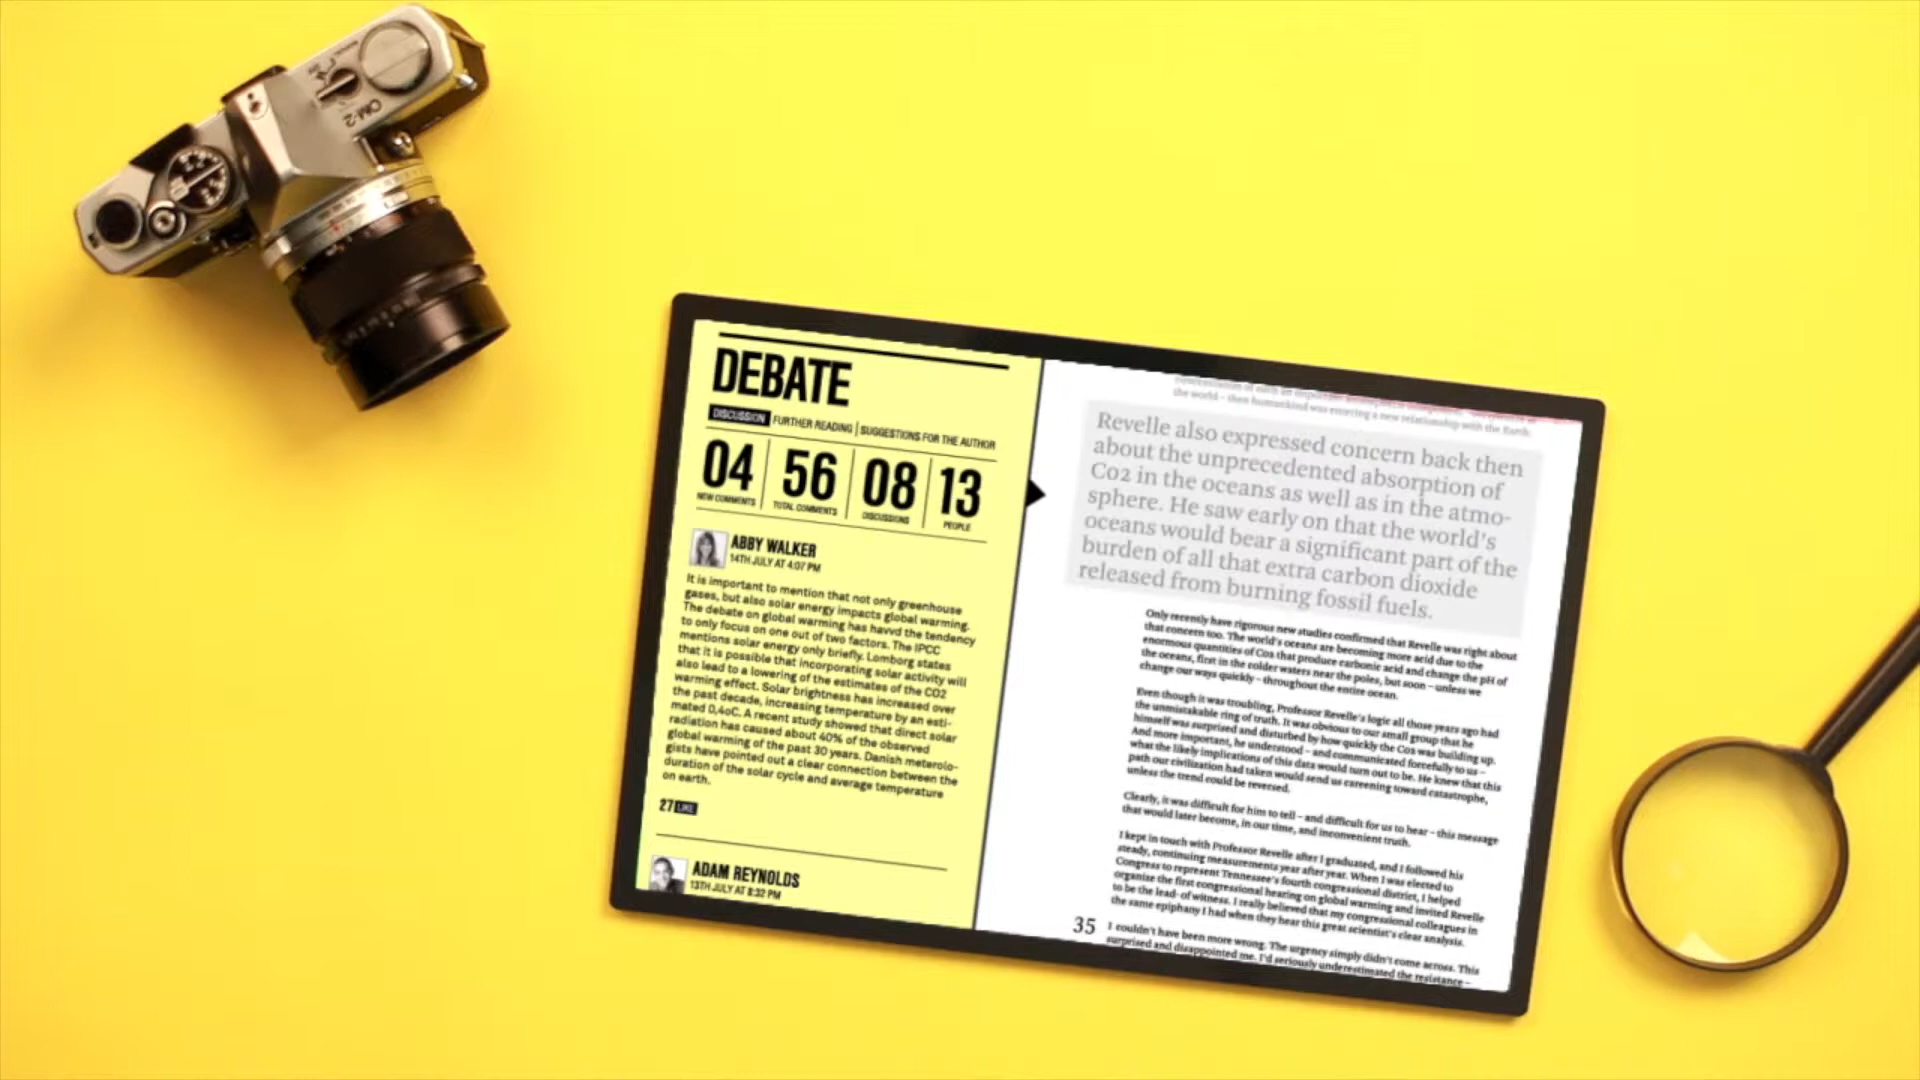 OM-2
DEBATE
DISCUSSION FURTHER READING SUGGESTIONS FOR THE AUTHOR
04 56 08 13
NEW COMMENTS TOTAL COMMENTS DISCUSSIONS PEOPLE
ABBY WALKER
14TH JULY AT 4:07 PM
It is important to mention that not only greenhouse
gases, but also solar energy impacts global warming.
The debate on global warming has havvd the tendency
to only focus on one out of two factors. The IPCC
mentions solar energy only briefly. Lomborg states
that it is possible that incorporating solar activity will
also lead to a lowering of the estimates of the CO2
warming effect. Solar brightness has increased over
the past decade, increasing temperature by an esti-
mated 0,4oC. A recent study showed that direct solar
radiation has caused about 40% of the observed
global warming of the past 30 years. Danish meterolo-
gists have pointed out a clear connection between the
duration of the solar cycle and average temperature
on earth.
27 LIKE
ADAM REYNOLDS
13TH JULY AT 8:32 PM
the world – then humankind was entering a new relationship with the Earth.
Revelle also expressed concern back then
about the unprecedented absorption of
Co2 in the oceans as well as in the atmo-
sphere. He saw early on that the world's
oceans would bear a significant part of the
burden of all that extra carbon dioxide
released from burning fossil fuels.
Only recently have rigorous new studies confirmed that Revelle was right about
that concern too. The world's oceans are becoming more acid due to the
enormous quantities of Co2 that produce carbonic acid and change the pH of
the oceans, first in the colder waters near the poles, but soon – unless we
change our ways quickly – throughout the entire ocean.
Even though it was troubling, Professor Revelle's logic all those years ago had
the unmistakable ring of truth. It was obvious to our small group that he
himself was surprised and disturbed by how quickly the Co2 was building up.
And more important, he understood – and communicated forcefully to us –
what the likely implications of this data would turn out to be. He knew that this
path our civilization had taken would send us careening toward catastrophe,
unless the trend could be reversed.
Clearly, it was difficult for him to tell – and difficult for us to hear – this message
that would later become, in our time, and inconvenient truth.
I kept in touch with Professor Revelle after I graduated, and I followed his
steady, continuing measurements year after year. When I was elected to
Congress to represent Tennessee's fourth congressional district, I helped
organize the first congressional hearing on global warming and invited Revelle
to be the lead- of witness. I really believed that my congressional colleagues in
the same epiphany I had when they hear this great scientist's clear analysis.
35
I couldn't have been more wrong. The urgency simply didn't come across. This
surprised and disappointed me. I'd seriously underestimated the resistance –